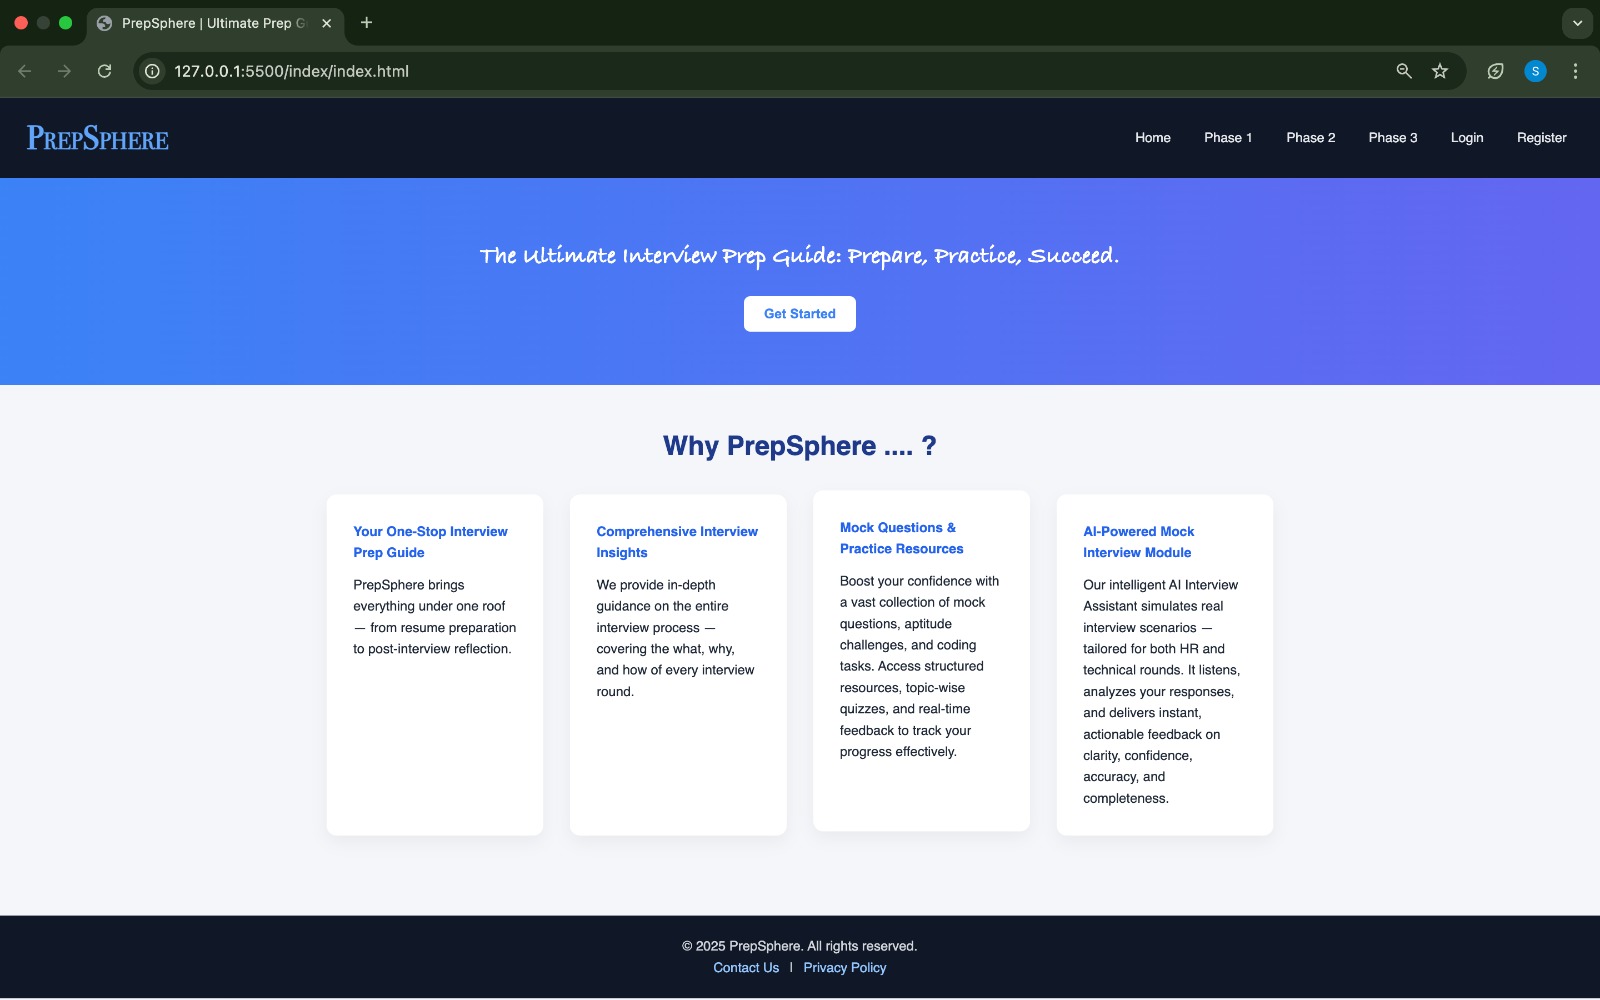 PrepSphere | Ultimate Prep G
127.0.0.1:5500/index/index.html
S
PREPSPHERE
Home Phase 1 Phase 2 Phase 3 Login Register
The Ultimate Interview Prep Guide: Prepare, Practice, Succeed.
Get Started
Why PrepSphere .... ?
Your One-Stop Interview
Prep Guide
PrepSphere brings
everything under one roof
— from resume preparation
to post-interview reflection.
Comprehensive Interview
Insights
We provide in-depth
guidance on the entire
interview process —
covering the what, why,
and how of every interview
round.
Mock Questions &
Practice Resources
Boost your confidence with
a vast collection of mock
questions, aptitude
challenges, and coding
tasks. Access structured
resources, topic-wise
quizzes, and real-time
feedback to track your
progress effectively.
AI-Powered Mock
Interview Module
Our intelligent AI Interview
Assistant simulates real
interview scenarios —
tailored for both HR and
technical rounds. It listens,
analyzes your responses,
and delivers instant,
actionable feedback on
clarity, confidence,
accuracy, and
completeness.
© 2025 PrepSphere. All rights reserved.
Contact Us | Privacy Policy